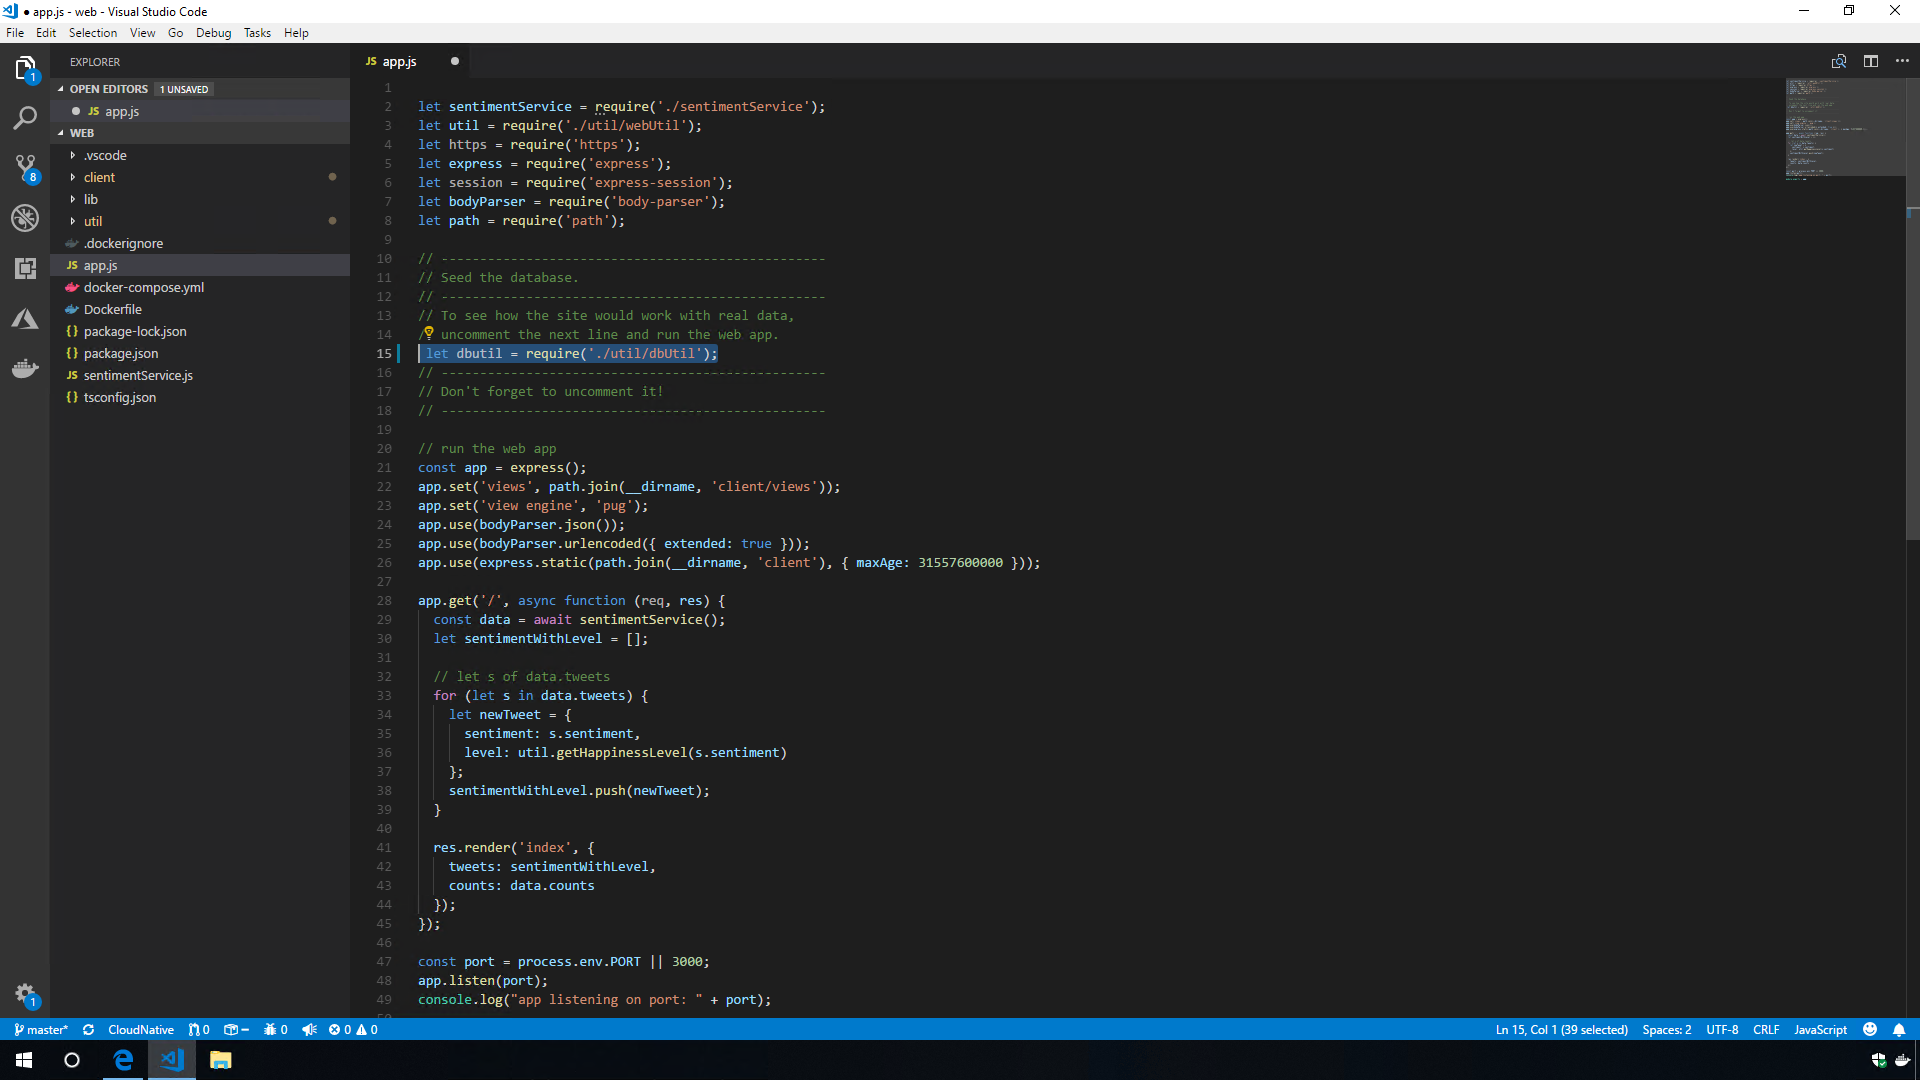 ● app.js - web - Visual Studio Code
File Edit Selection View Go Debug Tasks Help
EXPLORER
OPEN EDITORS 1 UNSAVED
JS app.js
WEB
.vscode
client
lib
util
.dockerignore
JS app.js
docker-compose.yml
Dockerfile
{} package-lock.json
{} package.json
JS sentimentService.js
{} tsconfig.json
1
8
1
JS app.js
1
2 let sentimentService = require('./sentimentService');
3 let util = require('./util/webUtil');
4 let https = require('https');
5 let express = require('express');
6 let session = require('express-session');
7 let bodyParser = require('body-parser');
8 let path = require('path');
9
10 // --------------------------------------------------
11 // Seed the database.
12 // --------------------------------------------------
13 // To see how the site would work with real data,
14 / uncomment the next line and run the web app.
15 let dbutil = require('./util/dbUtil');
16 // --------------------------------------------------
17 // Don't forget to uncomment it!
18 // --------------------------------------------------
19
20 // run the web app
21 const app = express();
22 app.set('views', path.join(__dirname, 'client/views'));
23 app.set('view engine', 'pug');
24 app.use(bodyParser.json());
25 app.use(bodyParser.urlencoded({ extended: true }));
26 app.use(express.static(path.join(__dirname, 'client'), { maxAge: 31557600000 }));
27
28 app.get('/', async function (req, res) {
29 const data = await sentimentService();
30 let sentimentWithLevel = [];
31
32 // let s of data.tweets
33 for (let s in data.tweets) {
34 let newTweet = {
35 sentiment: s.sentiment,
36 level: util.getHappinessLevel(s.sentiment)
37 };
38 sentimentWithLevel.push(newTweet);
39 }
40
41 res.render('index', {
42 tweets: sentimentWithLevel,
43 counts: data.counts
44 });
45 });
46
47 const port = process.env.PORT || 3000;
48 app.listen(port);
49 console.log("app listening on port: " + port);
master* CloudNative 0 – 0 0 0 Ln 15, Col 1 (39 selected) Spaces: 2 UTF-8 CRLF JavaScript